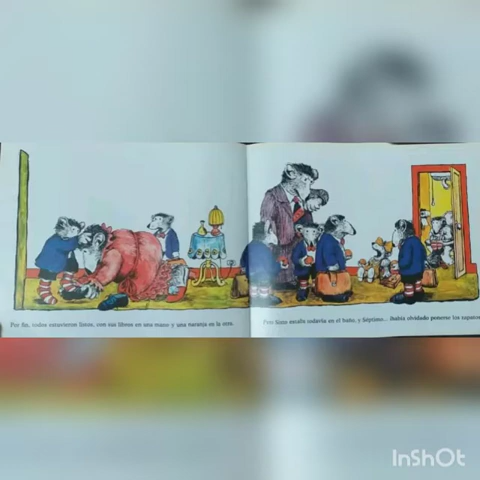 Por fin, todos estuvieron listos, con sus libros en una mano y una naranja en la otra.
Pero Sixto estaba todavía en el baño, y Séptimo... ¡había olvidado ponerse los zapatos
InShOt